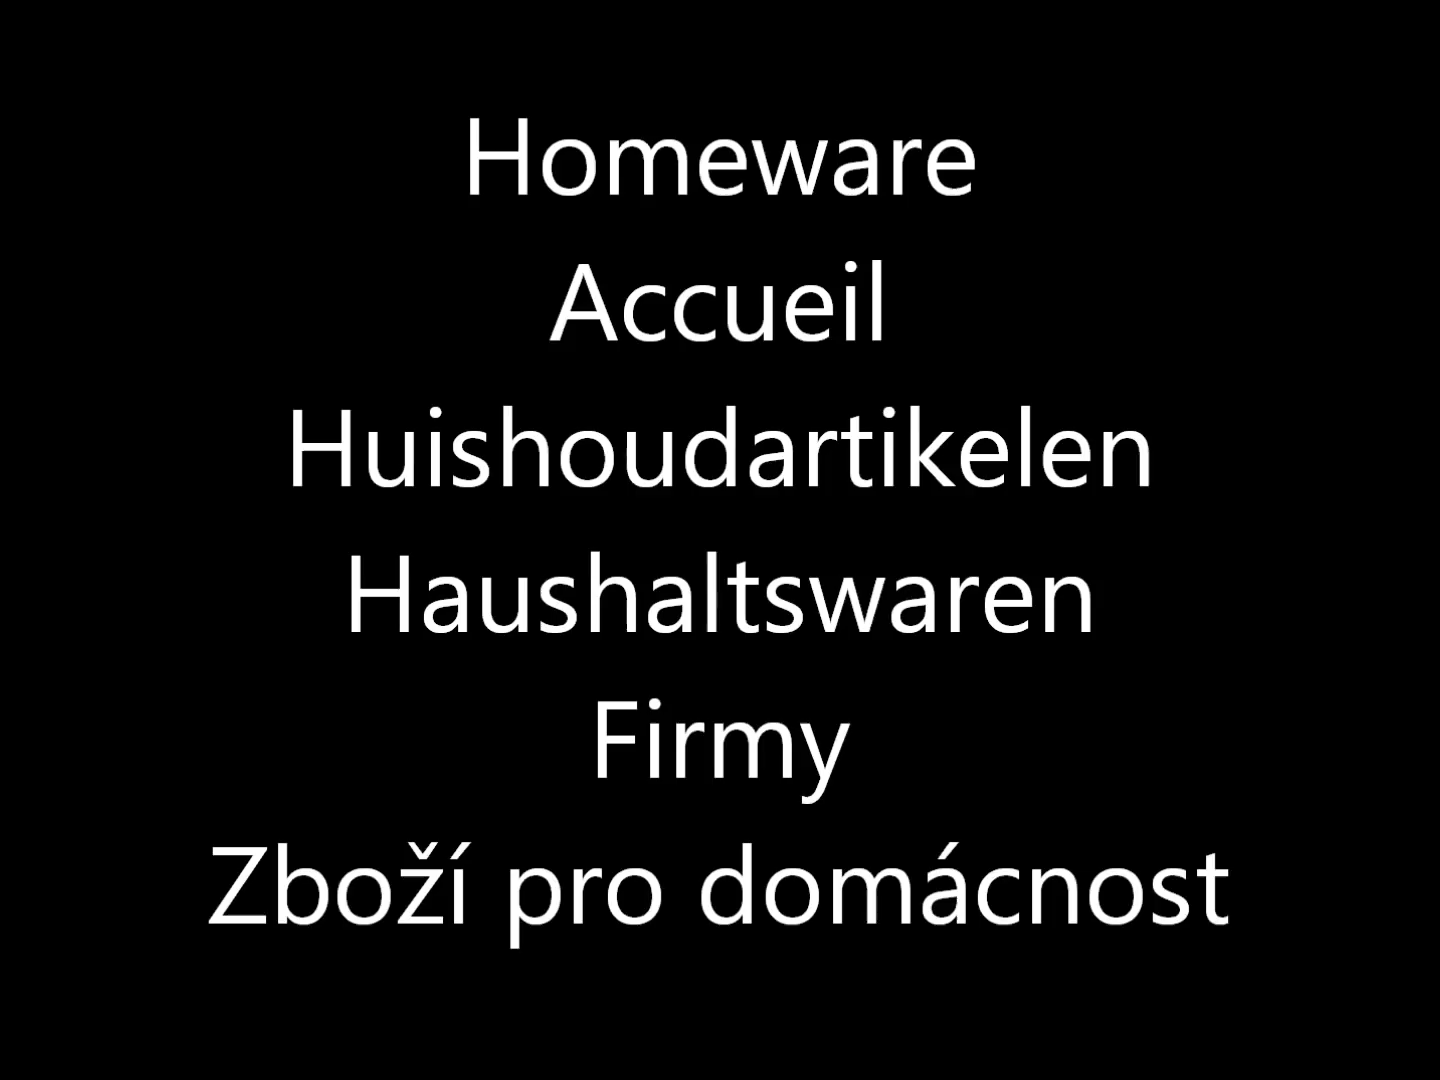 Homeware
Accueil
Huishoudartikelen
Haushaltswaren
Firmy
Zboží pro domácnost